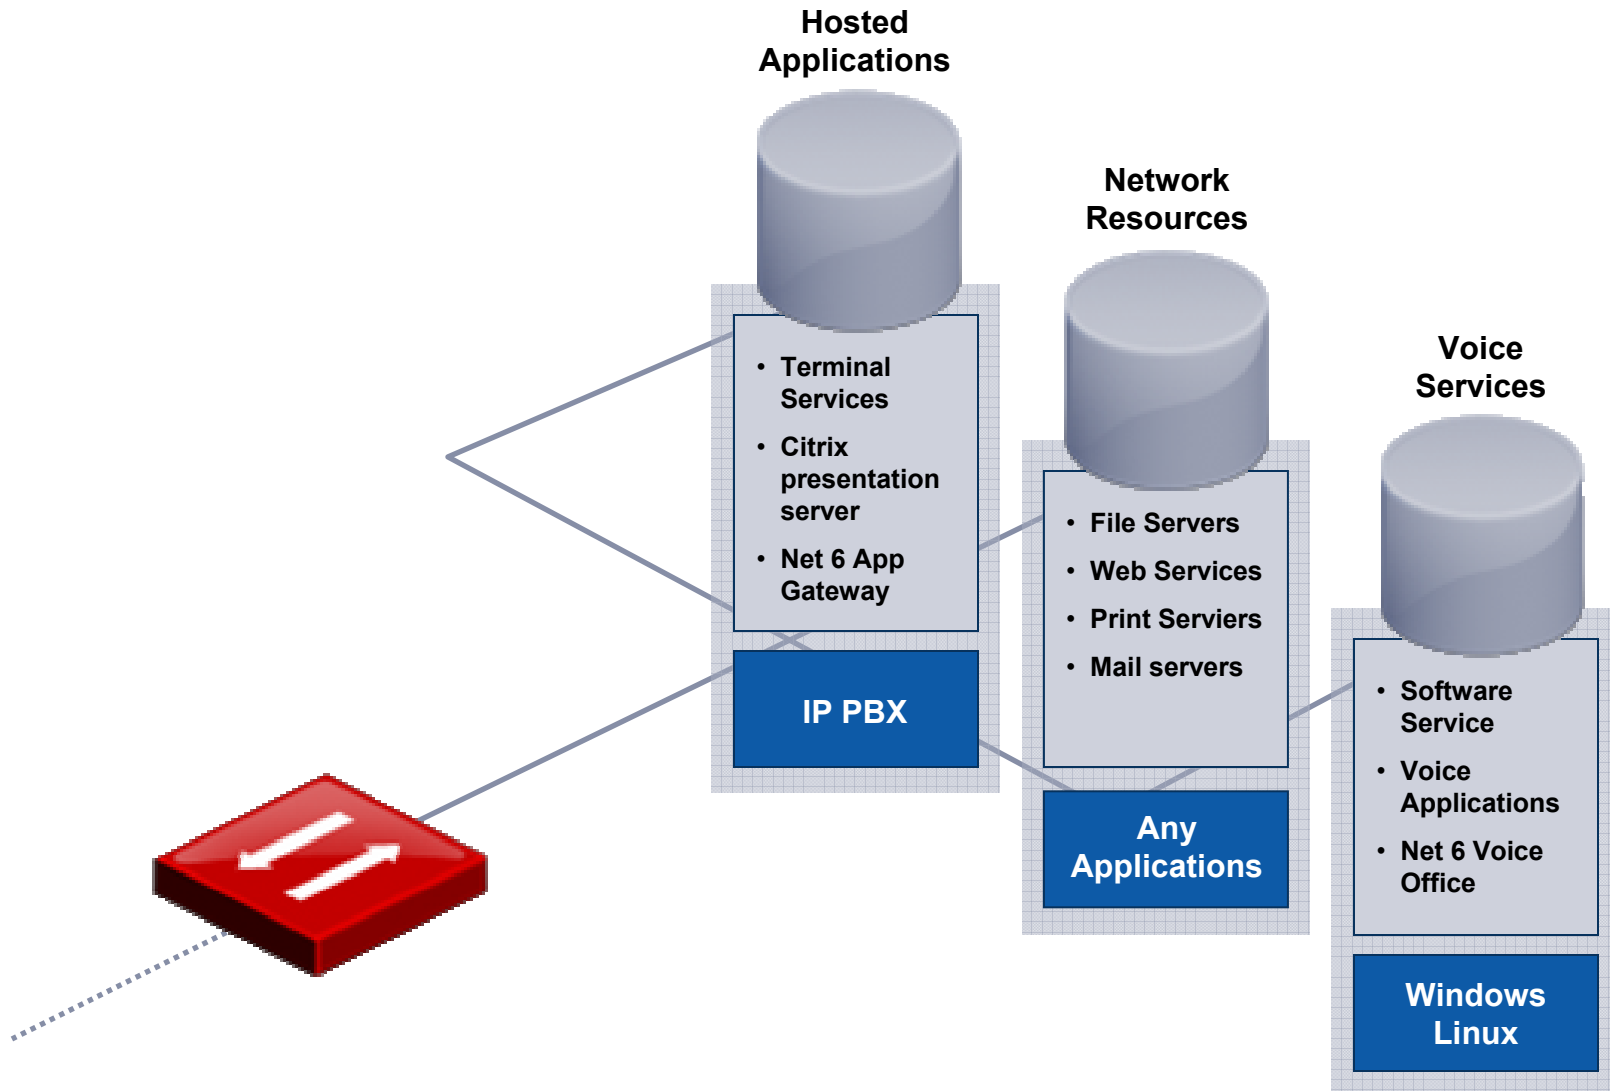 Hosted
Applications
• Terminal
Services
• Citrix
presentation
server
• Net 6 App
Gateway
IP PBX
Network
Resources
• File Servers
• Web Services
• Print Serviers
• Mail servers
Any
Applications
Voice
Services
• Software
Service
• Voice
Applications
• Net 6 Voice
Office
Windows
Linux